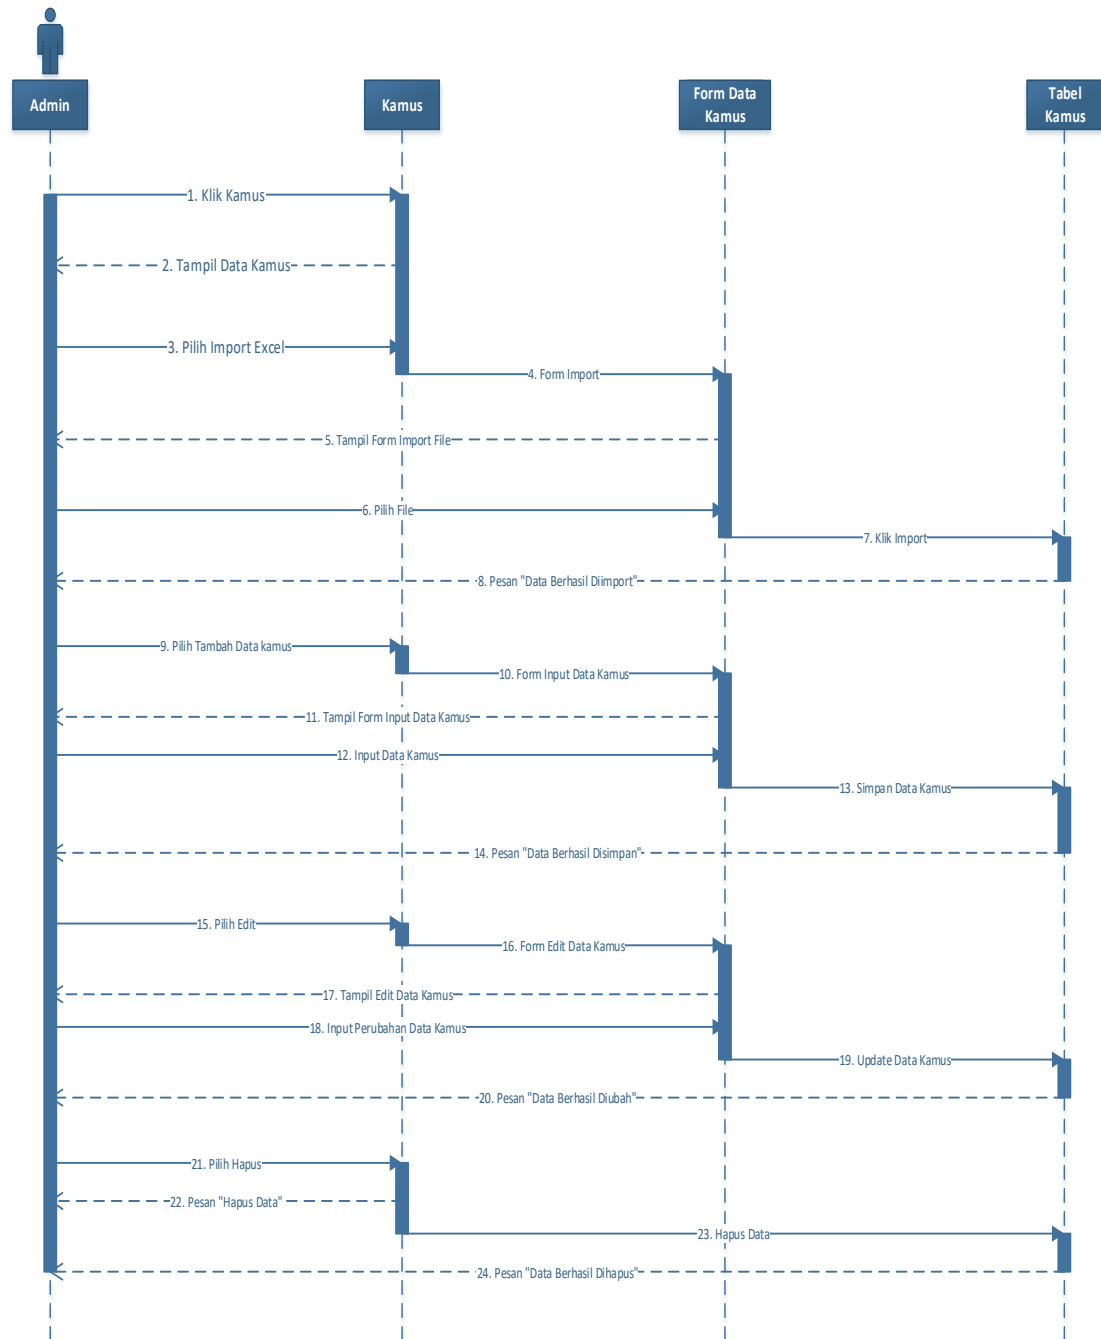 Admin
Kamus
Form Data
Kamus
Tabel
Kamus
1. Klik Kamus
2. Tampil Data Kamus
3. Pilih Import Excel
4. Form Import
5. Tampil Form Import File
6. Pilih File
7. Klik Import
8. Pesan "Data Berhasil Diimport"
9. Pilih Tambah Data kamus
10. Form Input Data Kamus
11. Tampil Form Input Data Kamus
12. Input Data Kamus
13. Simpan Data Kamus
14. Pesan "Data Berhasil Disimpan"
15. Pilih Edit
16. Form Edit Data Kamus
17. Tampil Edit Data Kamus
18. Input Perubahan Data Kamus
19. Update Data Kamus
20. Pesan "Data Berhasil Diubah"
21. Pilih Hapus
22. Pesan "Hapus Data"
23. Hapus Data
24. Pesan "Data Berhasil Dihapus"